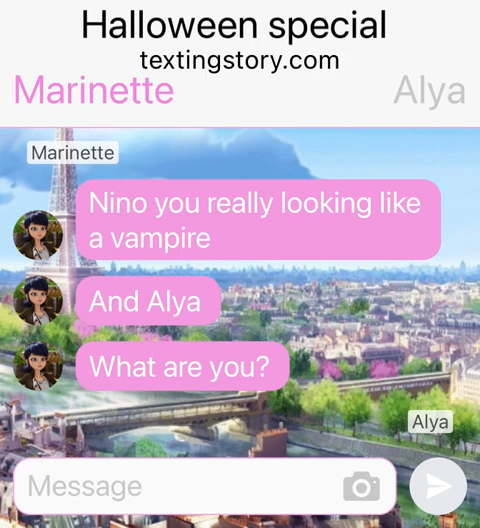 Halloween special
textingstory.com
Marinette
Alya
Marinette
Nino you really looking like
a vampire
And Alya
What are you?
Alya
Message